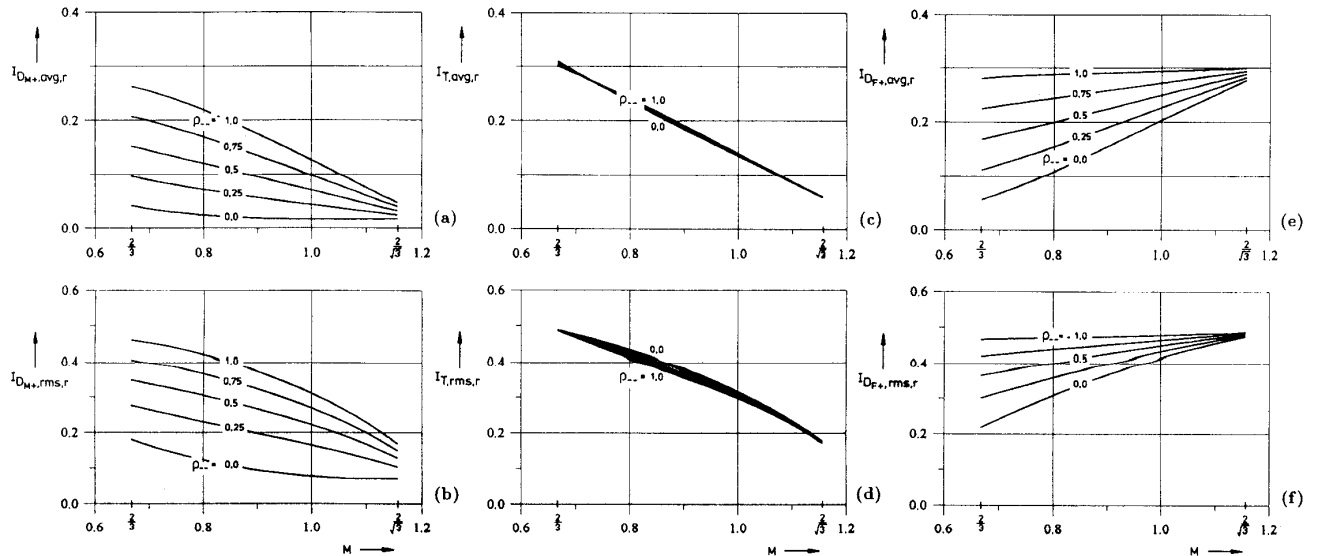 0.4
I_{D_{M+},avg,r}
0.2
0.0
ρ_{--} = 1,0
0,75
0,5
0,25
0,0
0.6 2/3 0.8 1.0 2/√3 1.2
(a)
0.4
I_{T,avg,r}
0.2
0.0
ρ_{--} = 1,0
0,0
0.6 2/3 0.8 1.0 2/√3 1.2
(c)
0.4
I_{D_{F+},avg,r}
0.2
0.0
1,0
0,75
0,5
0,25
ρ_{--} = 0,0
0.6 2/3 0.8 1.0 2/√3 1.2
(e)
0.6
0.4
I_{D_{M+},rms,r}
0.2
0.0
1,0
0,75
0,5
0,25
ρ_{--} = 0,0
0.6 2/3 0.8 1.0 2/√3 1.2
M
(b)
0.6
0.4
I_{T,rms,r}
0.2
0.0
0,0
ρ_{--} = 1,0
0.6 2/3 0.8 1.0 2/√3 1.2
M
(d)
0.6
0.4
I_{D_{F+},rms,r}
0.2
0.0
ρ_{--} = 1,0
0,5
0,0
0.6 2/3 0.8 1.0 2/√3 1.2
M
(f)